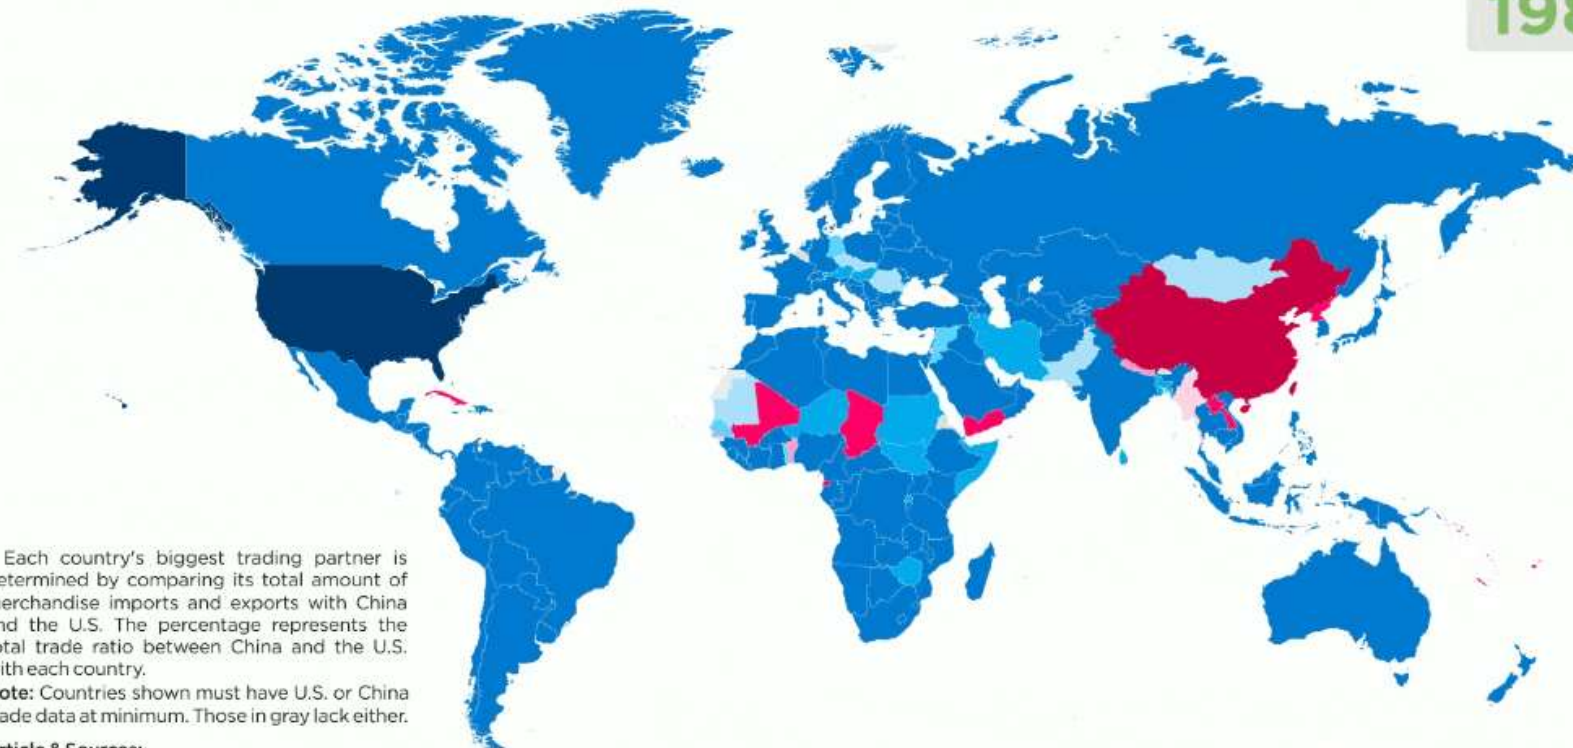 198
Each country's biggest trading partner is
etermined by comparing its total amount of
erchandise imports and exports with China
nd the U.S. The percentage represents the
otal trade ratio between China and the U.S.
ith each country.
ote: Countries shown must have U.S. or China
ade data at minimum. Those in gray lack either.